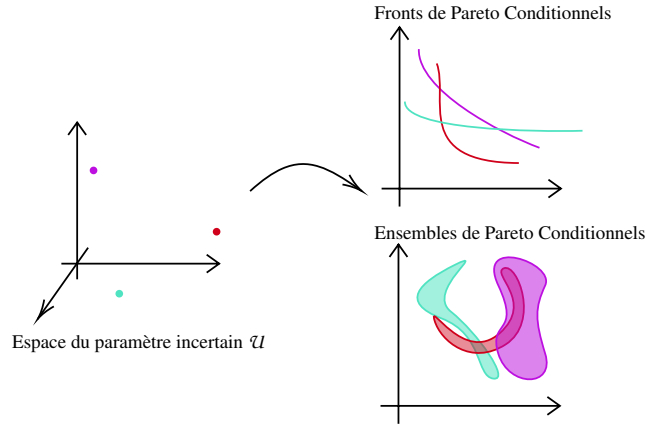 Fronts de Pareto Conditionnels
Ensembles de Pareto Conditionnels
Espace du paramètre incertain 𝒰